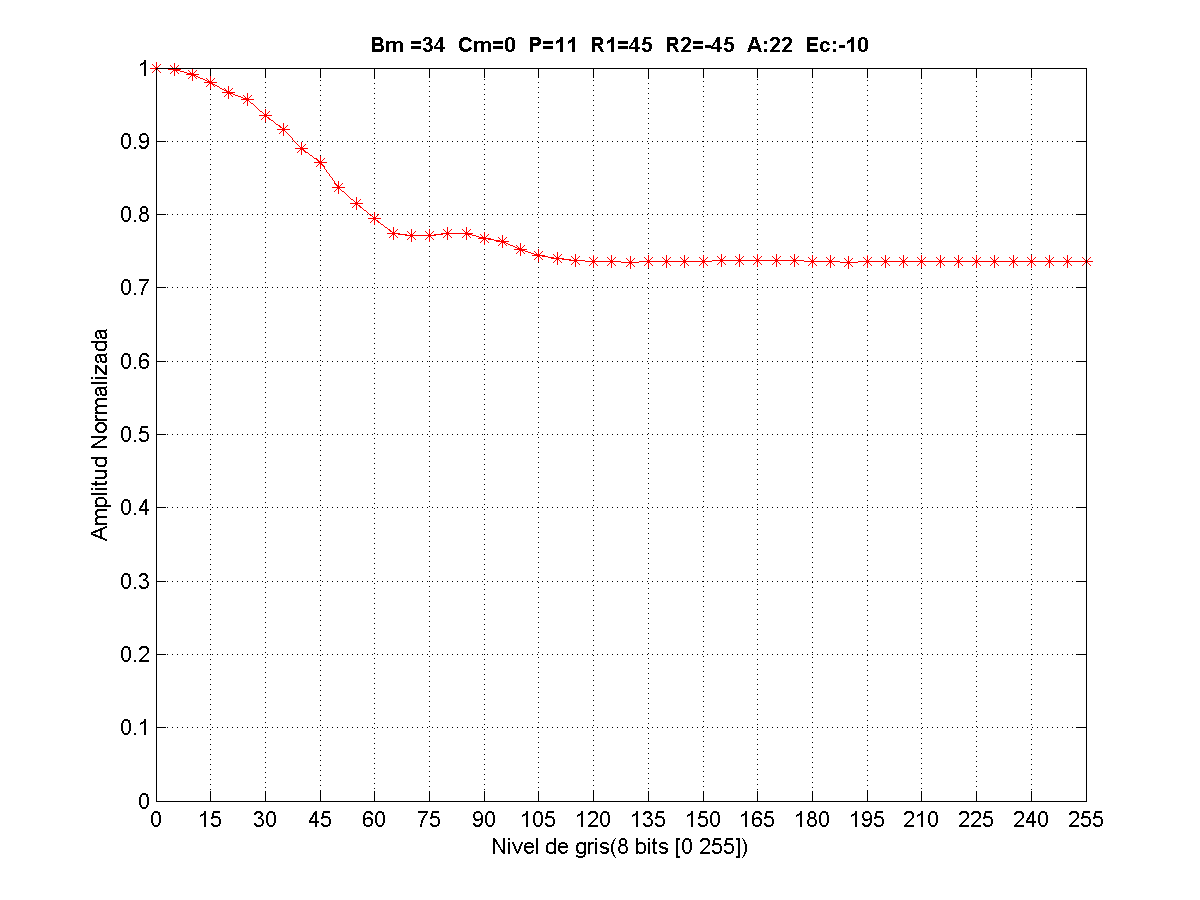 Bm =34 Cm=0 P=11 R1=45 R2=-45 A:22 Ec:-10
1
0.9
0.8
0.7
0.6
0.5
0.4
0.3
0.2
0.1
0
Amplitud Normalizada
0 15 30 45 60 75 90 105 120 135 150 165 180 195 210 225 240 255
Nivel de gris(8 bits [0 255])